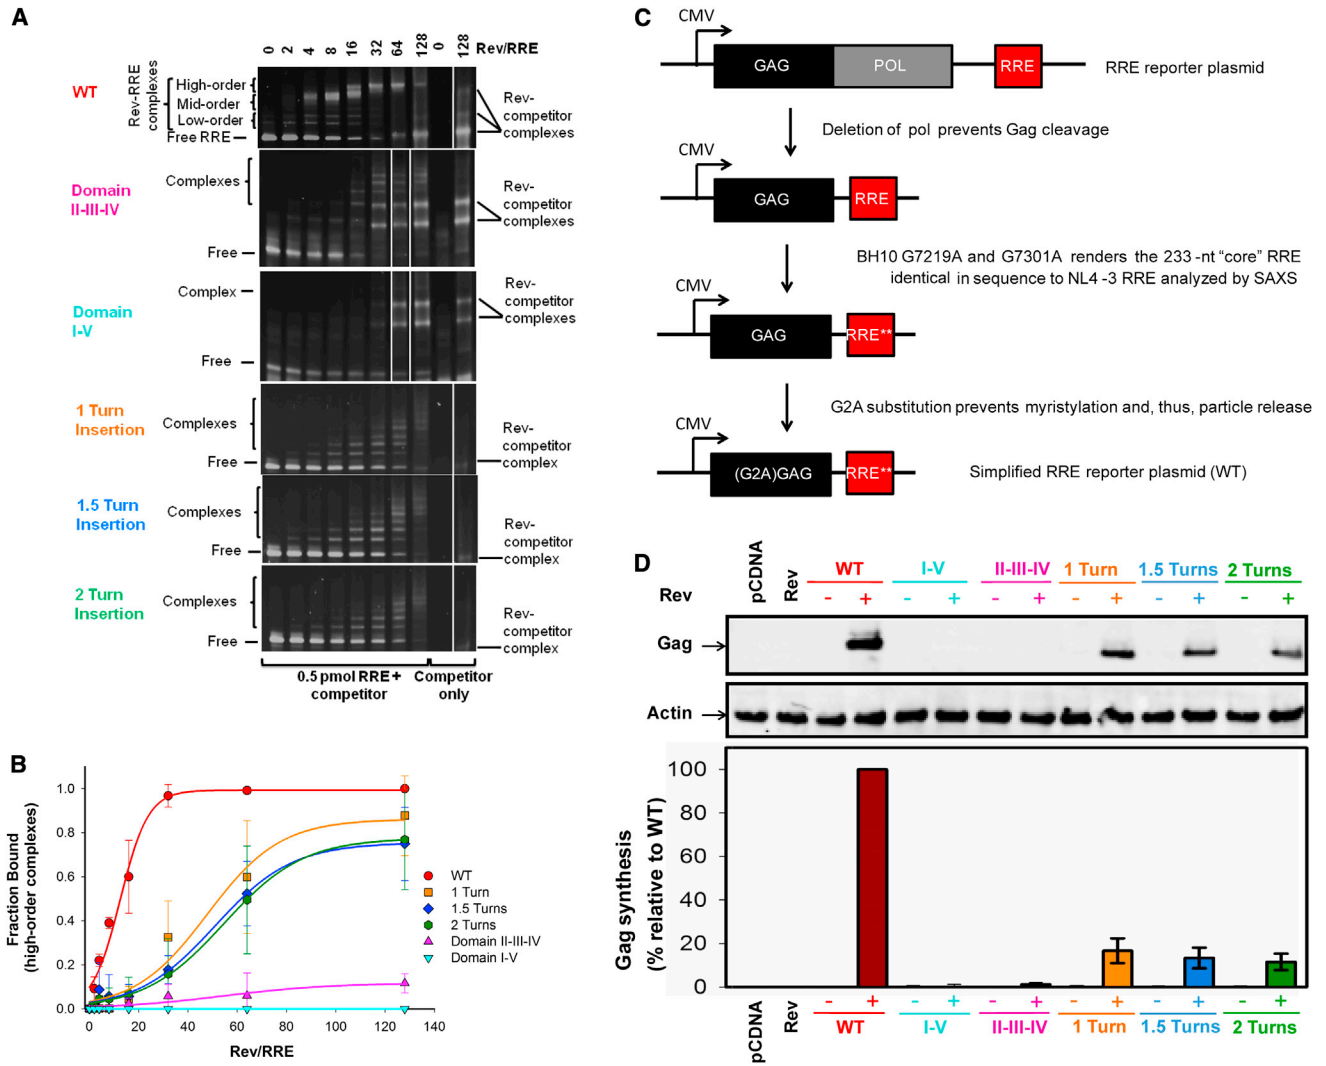 A
0 2 4 8 16 32 64 128 0 128 Rev/RRE
WT
Rev-RRE
complexes
High-order
Mid-order
Low-order
Free RRE
Rev-
competitor
complexes
Domain
II-III-IV
Complexes
Free
Rev-
competitor
complexes
Domain
I-V
Complex
Free
Rev-
competitor
complexes
1 Turn
Insertion
Complexes
Free
Rev-
competitor
complex
1.5 Turn
Insertion
Complexes
Free
Rev-
competitor
complex
2 Turn
Insertion
Complexes
Free
Rev-
competitor
complex
0.5 pmol RRE +
competitor
Competitor
only
B
Fraction Bound
(high-order complexes)
1.0
0.8
0.6
0.4
0.2
0.0
0 20 40 60 80 100 120 140
Rev/RRE
WT
1 Turn
1.5 Turns
2 Turns
Domain II-III-IV
Domain I-V
C
CMV
GAG POL RRE
RRE reporter plasmid
Deletion of pol prevents Gag cleavage
CMV
GAG RRE
BH10 G7219A and G7301A renders the 233-nt “core” RRE
identical in sequence to NL4-3 RRE analyzed by SAXS
CMV
GAG RRE**
G2A substitution prevents myristylation and, thus, particle release
CMV
(G2A)GAG RRE**
Simplified RRE reporter plasmid (WT)
D
pCDNA
Rev
WT I-V II-III-IV 1 Turn 1.5 Turns 2 Turns
Rev - + - + - + - + - + - +
Gag
Actin
Gag synthesis
(% relative to WT)
100
80
60
40
20
0
pCDNA
Rev
- + - + - + - + - + - +
WT I-V II-III-IV 1 Turn 1.5 Turns 2 Turns